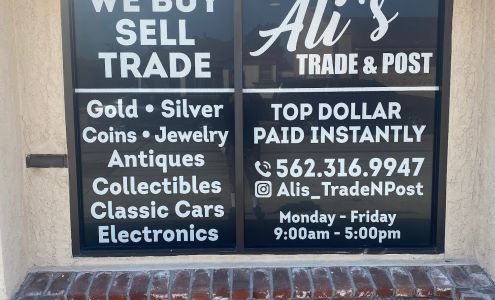 WE BUY
SELL
TRADE
Gold • Silver
Coins • Jewelry
Antiques
Collectibles
Classic Cars
Electronics
Ali's
TRADE & POST
TOP DOLLAR
PAID INSTANTLY
562.316.9947
Alis_TradeNPost
Monday - Friday
9:00am - 5:00pm